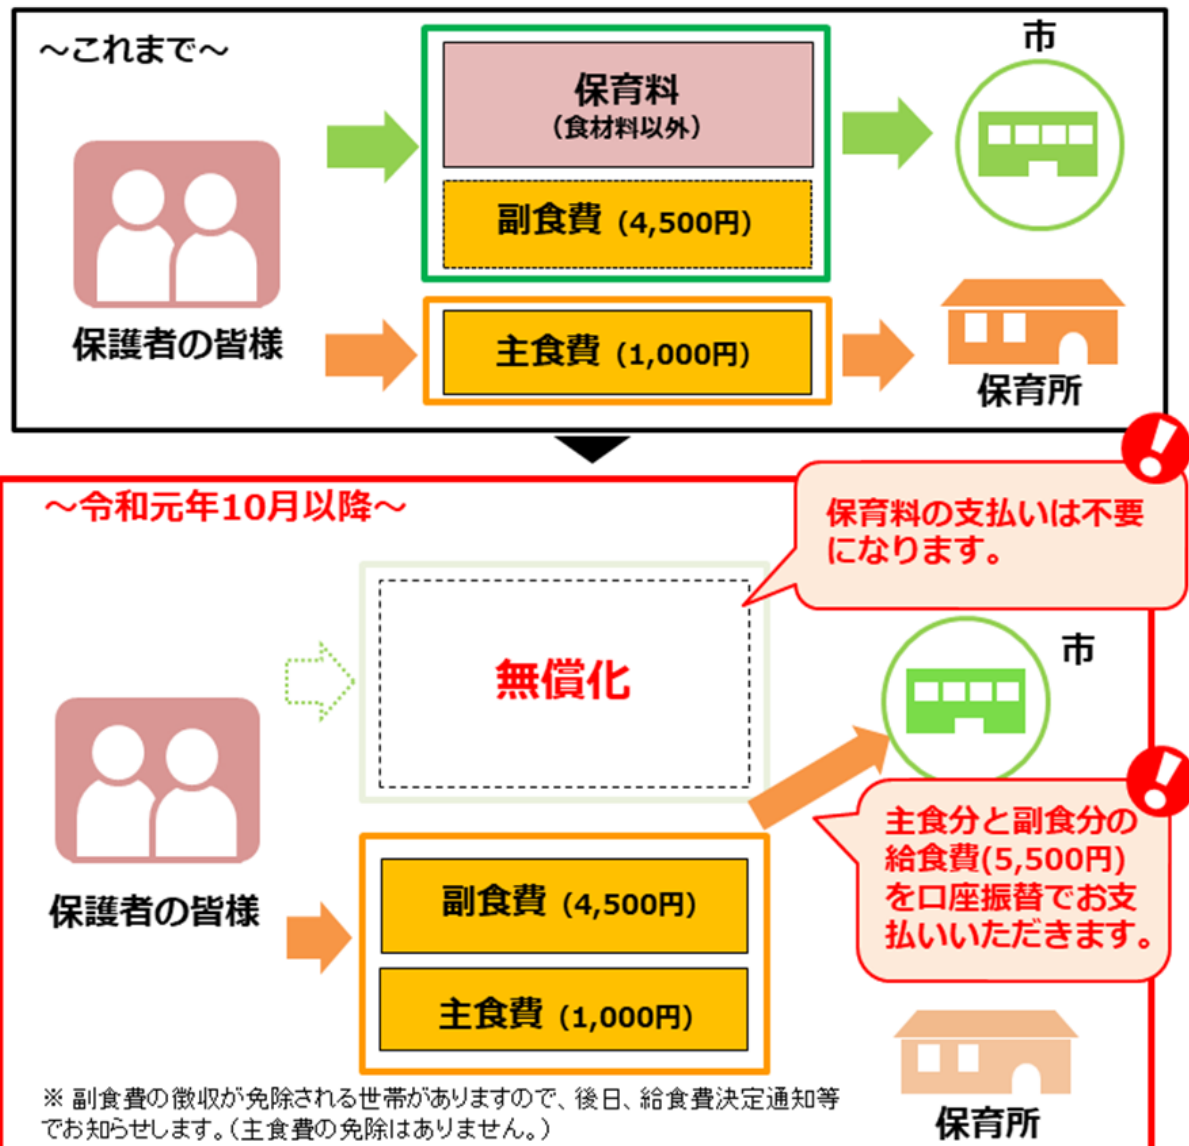 ～これまで～
市
保育料
（食材料以外）
副食費（4,500円）
保護者の皆様
主食費（1,000円）
保育所
～令和元年10月以降～
保育料の支払いは不要
になります。
無償化
市
主食分と副食分の
給食費(5,500円)
を口座振替でお支
払いいただきます。
保護者の皆様
副食費（4,500円）
主食費（1,000円）
保育所
※ 副食費の徴収が免除される世帯がありますので、後日、給食費決定通知等
でお知らせします。（主食費の免除はありません。）